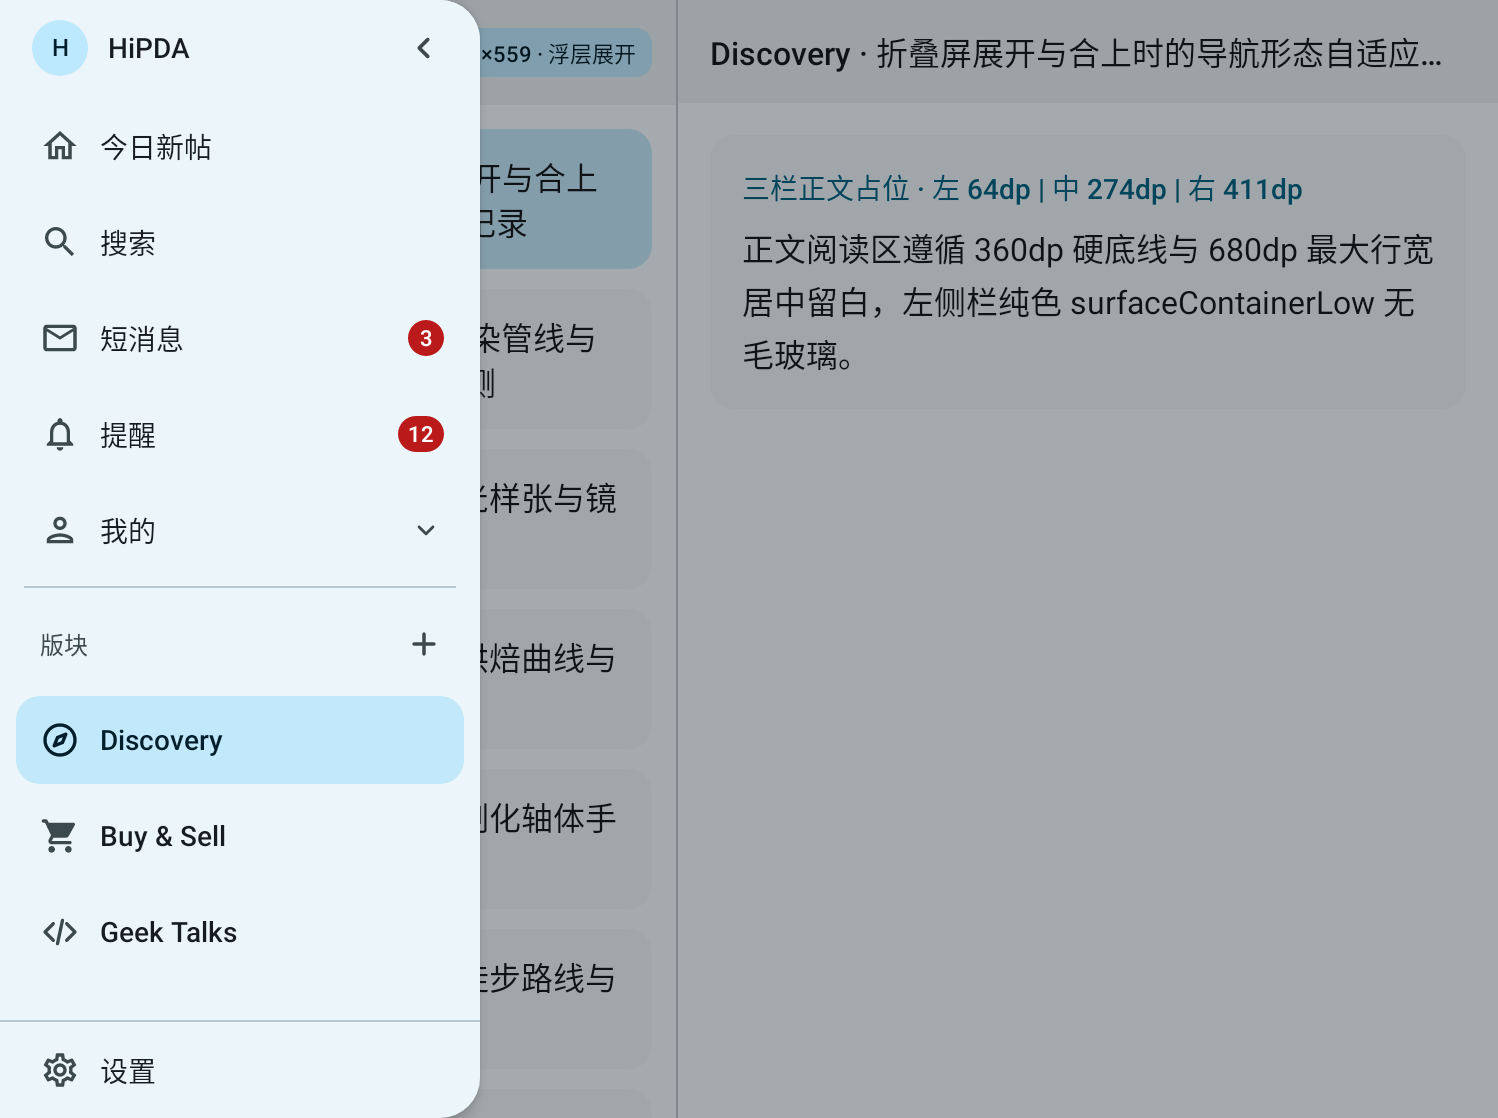 H
HiPDA
今日新帖
搜索
短消息
3
提醒
12
我的
版块
Discovery
Buy & Sell
Geek Talks
设置
×559 · 浮层展开
开与合上
记录
染管线与
测
光样张与镜
烘焙曲线与
制化轴体手
徒步路线与
Discovery · 折叠屏展开与合上时的导航形态自适应...
三栏正文占位 · 左 64dp | 中 274dp | 右 411dp
正文阅读区遵循 360dp 硬底线与 680dp 最大行宽
居中留白，左侧栏纯色 surfaceContainerLow 无
毛玻璃。